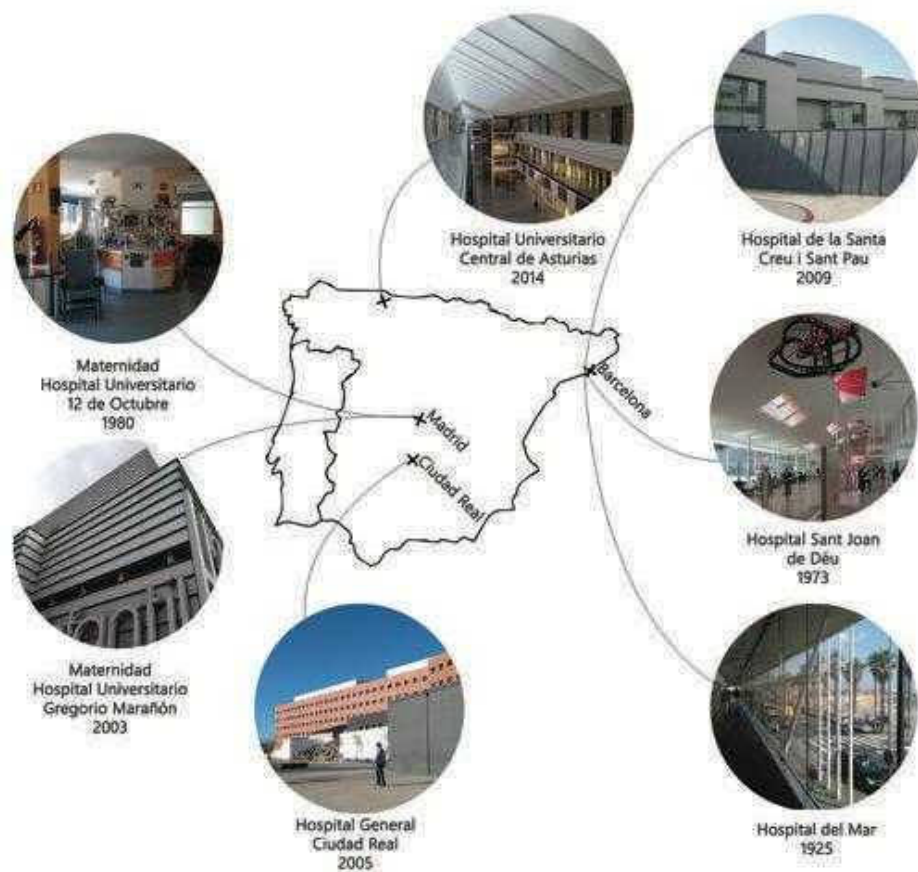 Hospital Universitario
Central de Asturias
2014
Hospital de la Santa
Creu i Sant Pau
2009
Maternidad
Hospital Universitario
12 de Octubre
1980
Madrid
Barcelona
Ciudad Real
Hospital Sant Joan
de Déu
1973
Maternidad
Hospital Universitario
Gregorio Marañón
2003
Hospital General
Ciudad Real
2005
Hospital del Mar
1925